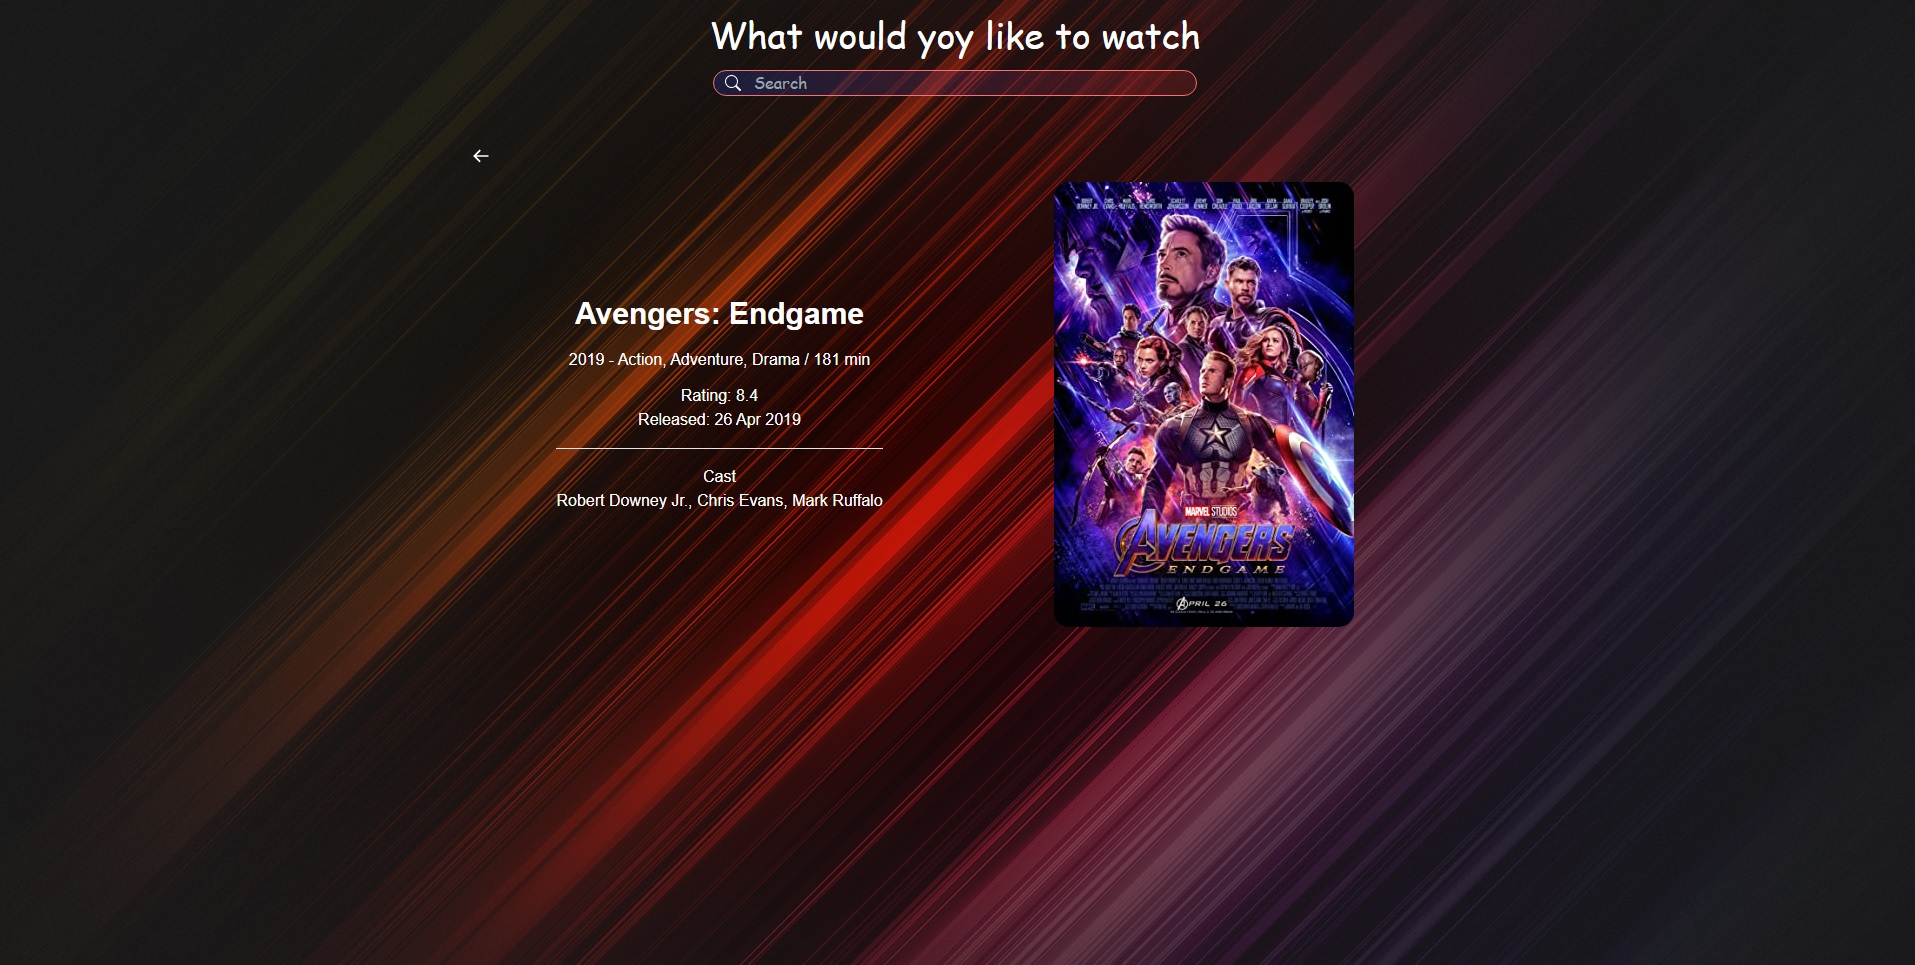 What would yoy like to watch
Search
Avengers: Endgame
2019 - Action, Adventure, Drama / 181 min
Rating: 8.4
Released: 26 Apr 2019
Cast
Robert Downey Jr., Chris Evans, Mark Ruffalo
MARVEL STUDIOS
AVENGERS
ENDGAME
APRIL 26